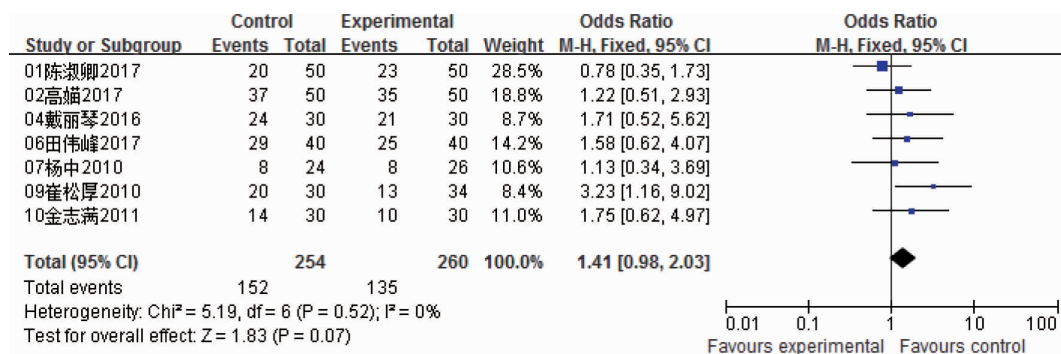 Control Experimental Odds Ratio Odds Ratio
Study or Subgroup Events Total Events Total Weight M-H, Fixed, 95% CI M-H, Fixed, 95% CI
01陈淑卿2017 20 50 23 50 28.5% 0.78 [0.35, 1.73]
02高媌2017 37 50 35 50 18.8% 1.22 [0.51, 2.93]
04戴丽琴2016 24 30 21 30 8.7% 1.71 [0.52, 5.62]
06田伟峰2017 29 40 25 40 14.2% 1.58 [0.62, 4.07]
07杨中2010 8 24 8 26 10.6% 1.13 [0.34, 3.69]
09崔松厚2010 20 30 13 34 8.4% 3.23 [1.16, 9.02]
10金志满2011 14 30 10 30 11.0% 1.75 [0.62, 4.97]
Total (95% CI) 254 260 100.0% 1.41 [0.98, 2.03]
Total events 152 135
Heterogeneity: Chi² = 5.19, df = 6 (P = 0.52); I² = 0%
Test for overall effect: Z = 1.83 (P = 0.07)
0.01 0.1 1 10 100
Favours experimental Favours control